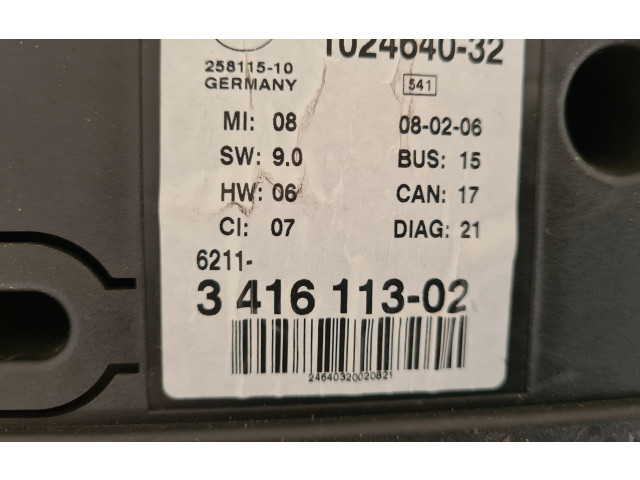 1024640-32
258115-10
GERMANY
541
MI: 08 08-02-06
SW: 9.0 BUS: 15
HW: 06 CAN: 17
CI: 07 DIAG: 21
6211-
3 416 113-02
24640320020821